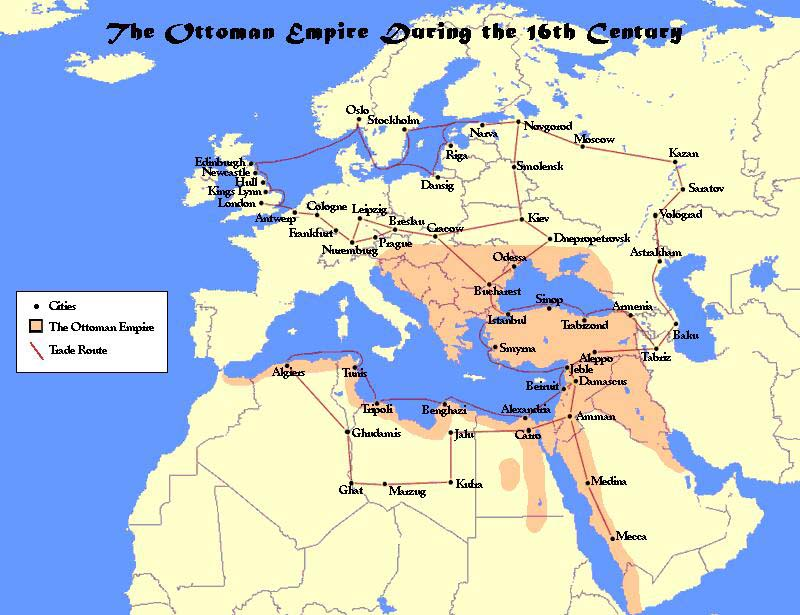 The Ottoman Empire During the 16th Century
Oslo
Stockholm
Narva
Novgorod
Moscow
Kazan
Riga
Smolensk
Edinburgh
Newcastle
Hull
Kings Lynn
London
Dansig
Saratov
Antwerp
Cologne
Leipzig
Breslau
Kiev
Volograd
Frankfurt
Nuremburg
Prague
Cracow
Dnepropetrovsk
Odessa
Astrakham
Bucharest
Sinop
Armenia
Istanbul
Trabizond
Baku
Smyrna
Aleppo
Tabriz
Cities
The Ottoman Empire
Trade Route
Algiers
Tunis
Jeble
Beirut
Damascus
Tripoli
Benghazi
Alexandria
Amman
Ghudamis
Jalu
Cairo
Ghat
Marzug
Kufra
Medina
Mecca